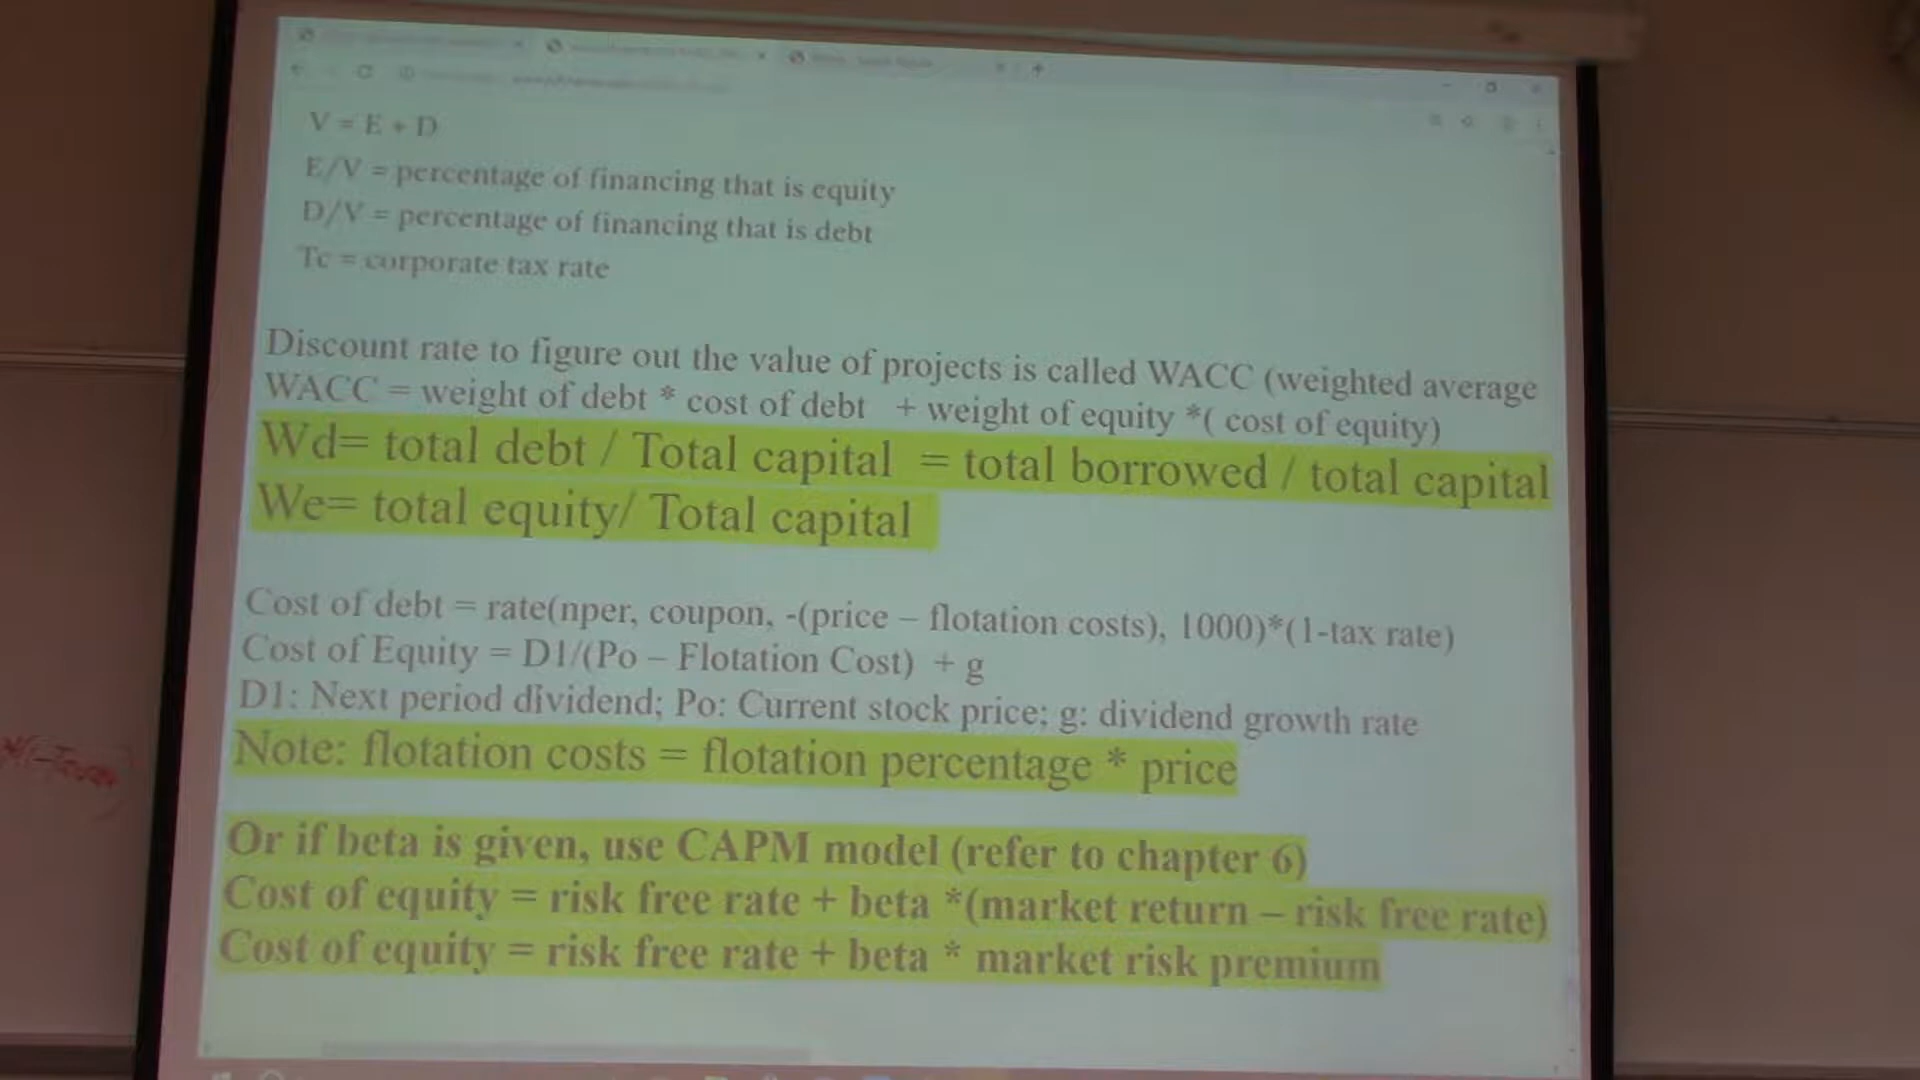 V = E + D
E/V = percentage of financing that is equity
D/V = percentage of financing that is debt
Tc = corporate tax rate
Discount rate to figure out the value of projects is called WACC (weighted average
WACC = weight of debt * cost of debt + weight of equity *( cost of equity)
Wd= total debt / Total capital = total borrowed / total capital
We= total equity/ Total capital
Cost of debt = rate(nper, coupon, -(price – flotation costs), 1000)*(1-tax rate)
Cost of Equity = D1/(Po – Flotation Cost) + g
D1: Next period dividend; Po: Current stock price; g: dividend growth rate
Note: flotation costs = flotation percentage * price
Or if beta is given, use CAPM model (refer to chapter 6)
Cost of equity = risk free rate + beta *(market return – risk free rate)
Cost of equity = risk free rate + beta * market risk premium